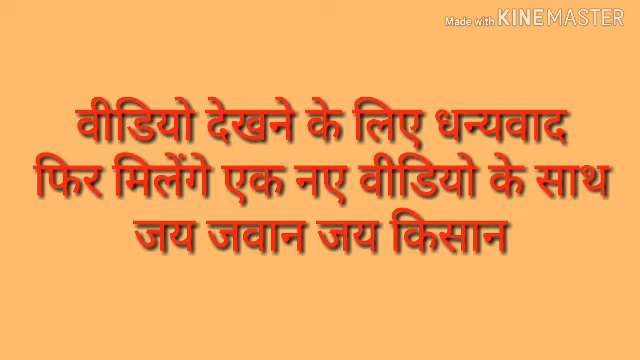 Made with KINEMASTER
वीडियो देखने के लिए धन्यवाद
फिर मिलेंगे एक नए वीडियो के साथ
जय जवान जय किसान